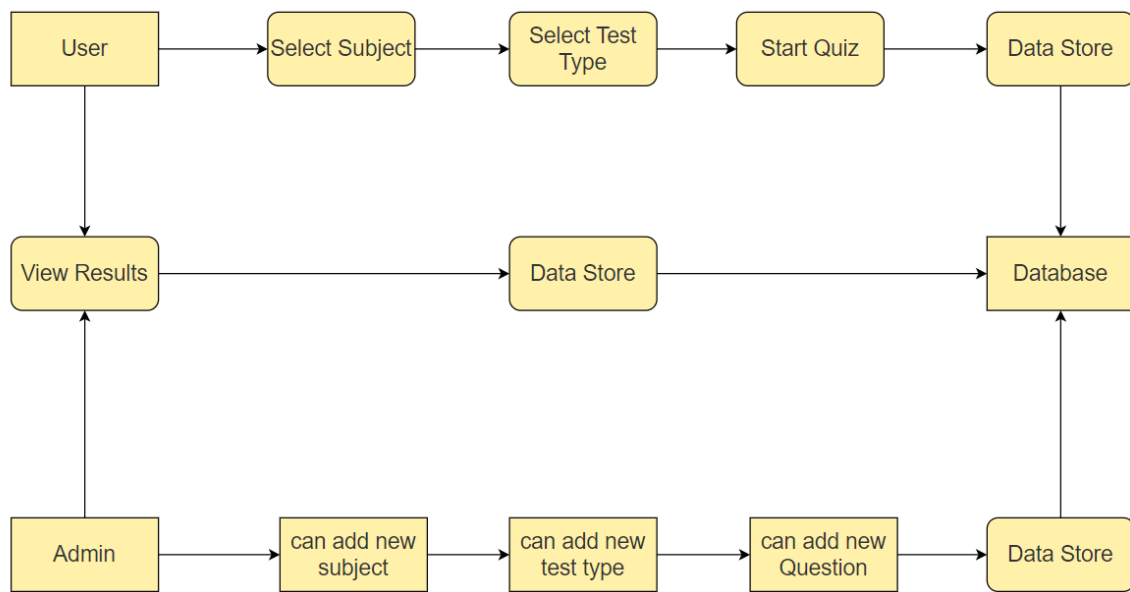 User
Select Subject
Select Test
Type
Start Quiz
Data Store
View Results
Data Store
Database
Admin
can add new
subject
can add new
test type
can add new
Question
Data Store